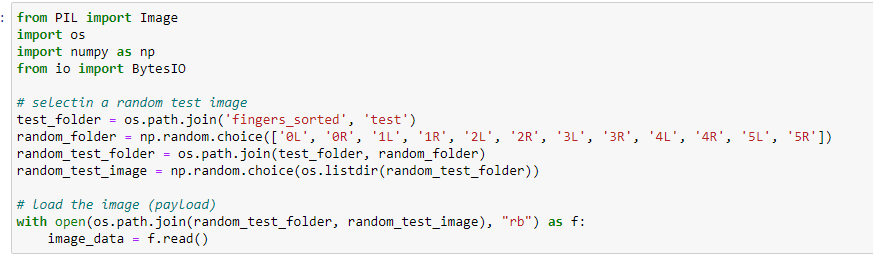 :
from PIL import Image
import os
import numpy as np
from io import BytesIO

# selectin a random test image
test_folder = os.path.join('fingers_sorted', 'test')
random_folder = np.random.choice(['0L', '0R', '1L', '1R', '2L', '2R', '3L', '3R', '4L', '4R', '5L', '5R'])
random_test_folder = os.path.join(test_folder, random_folder)
random_test_image = np.random.choice(os.listdir(random_test_folder))

# load the image (payload)
with open(os.path.join(random_test_folder, random_test_image), "rb") as f:
    image_data = f.read()